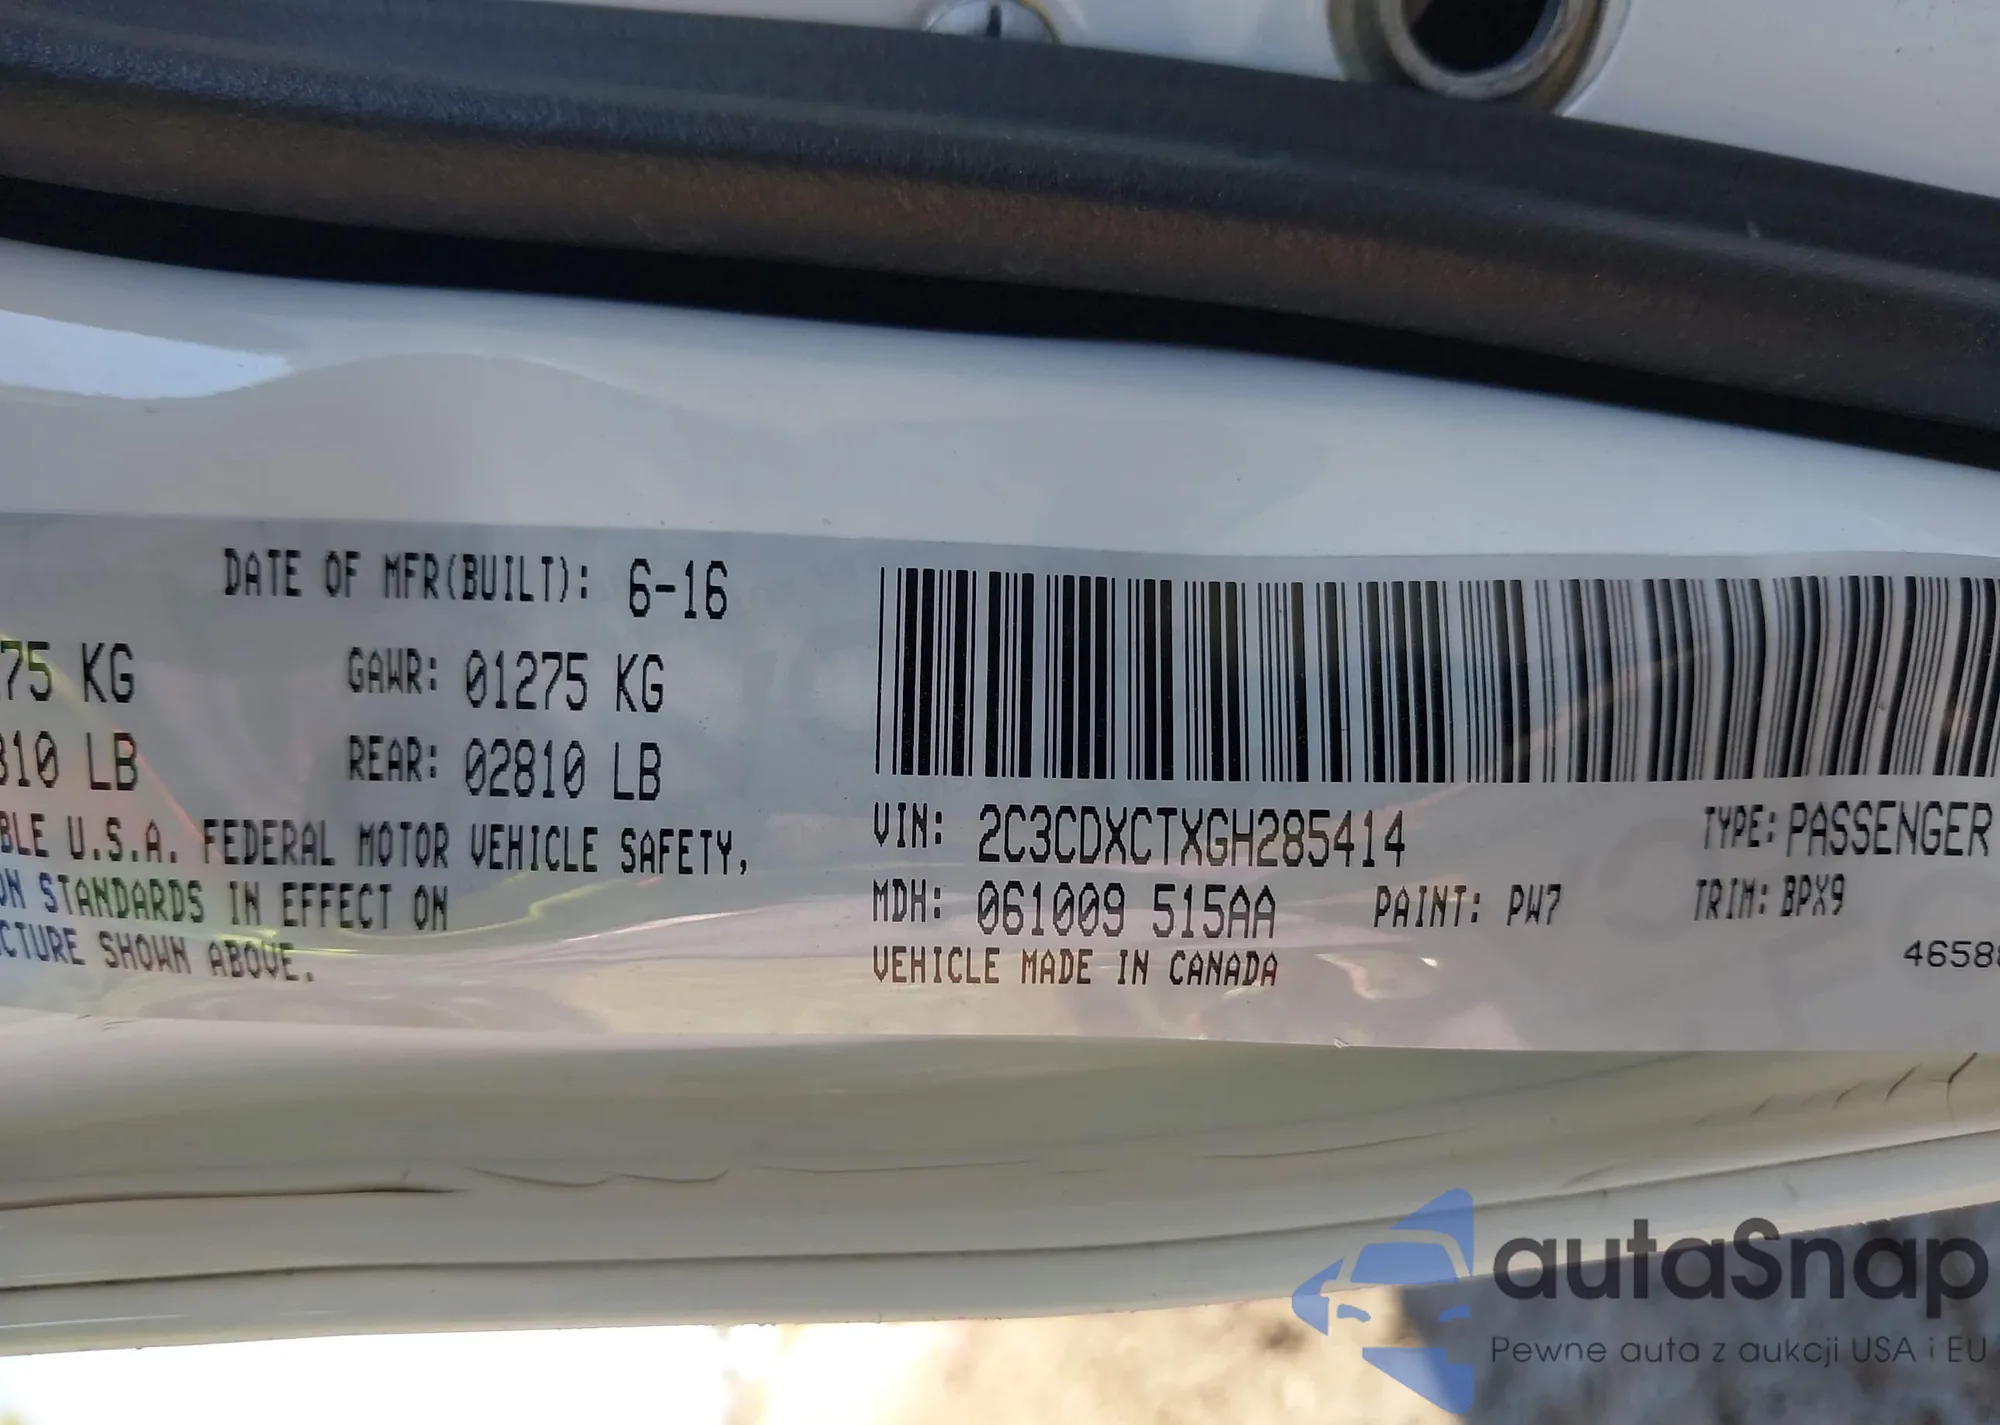 DATE OF MFR(BUILT): 6-16
75 KG GAWR: 01275 KG
810 LB REAR: 02810 LB
BLE U.S.A. FEDERAL MOTOR VEHICLE SAFETY,
ON STANDARDS IN EFFECT ON
CTURE SHOWN ABOVE.
VIN: 2C3CDXCTXGH285414 TYPE: PASSENGER
MDH: 061009 515AA PAINT: PW7 TRIM: BPX9
VEHICLE MADE IN CANADA
4658
autaSnap
Pewne auta z aukcji USA i EU